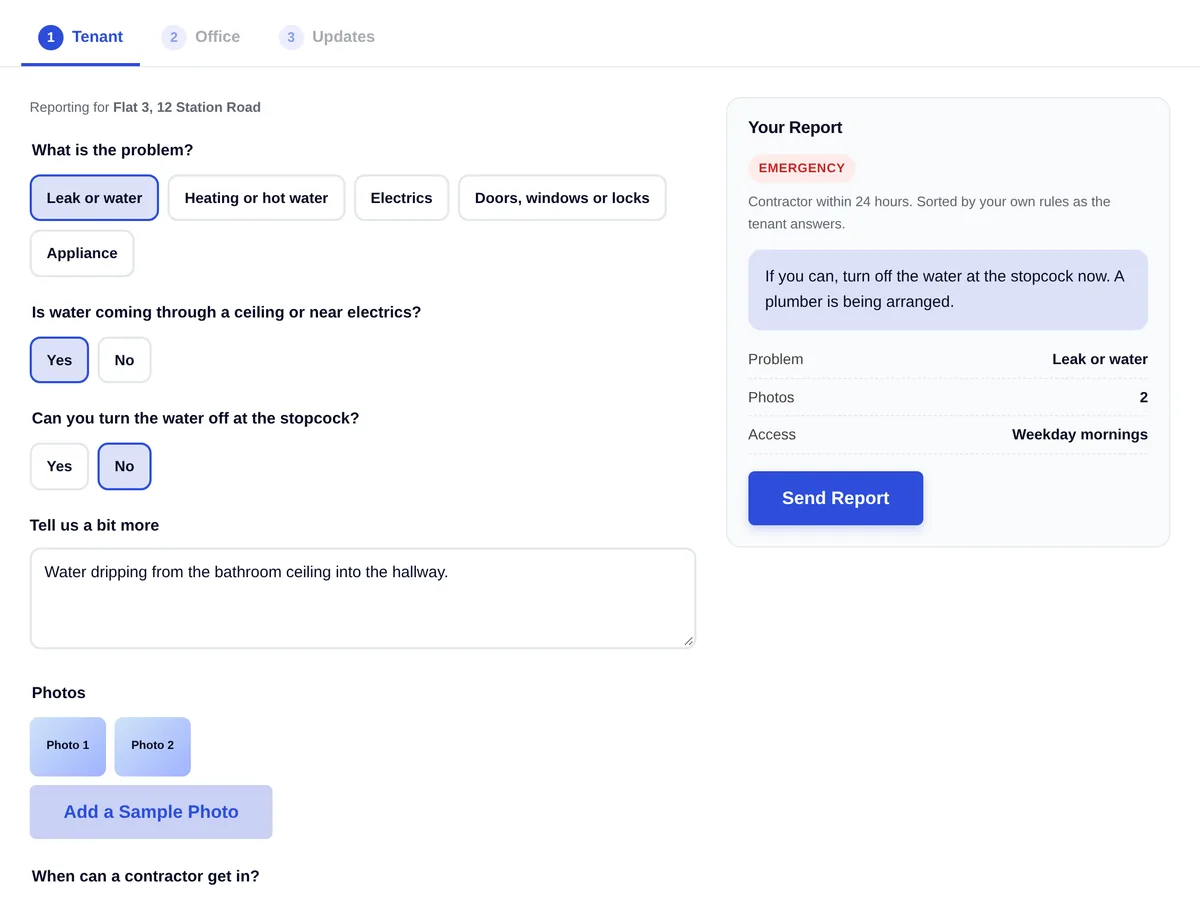 1 Tenant 2 Office 3 Updates
Reporting for Flat 3, 12 Station Road
What is the problem?
Leak or water Heating or hot water Electrics Doors, windows or locks
Appliance
Is water coming through a ceiling or near electrics?
Yes No
Can you turn the water off at the stopcock?
Yes No
Tell us a bit more
Water dripping from the bathroom ceiling into the hallway.
Photos
Photo 1 Photo 2
Add a Sample Photo
When can a contractor get in?
Your Report
EMERGENCY
Contractor within 24 hours. Sorted by your own rules as the
tenant answers.
If you can, turn off the water at the stopcock now. A
plumber is being arranged.
Problem Leak or water
Photos 2
Access Weekday mornings
Send Report